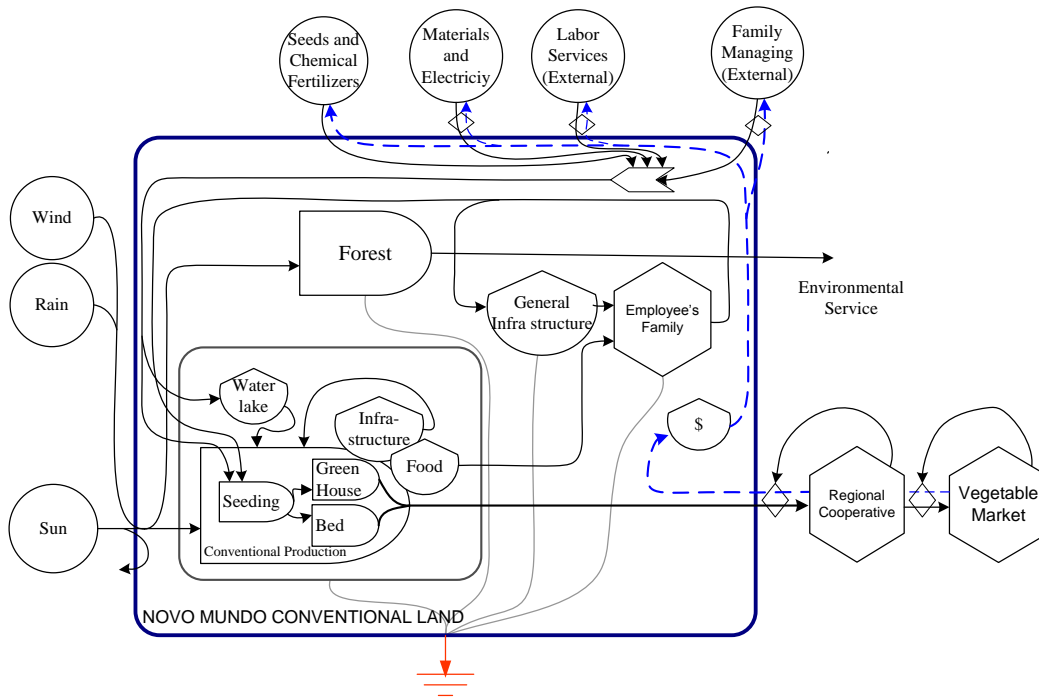 Seeds and
Chemical
Fertilizers
Materials
and
Electriciy
Labor
Services
(External)
Family
Managing
(External)
Wind
Rain
Sun
Forest
General
Infra structure
Employee's
Family
Environmental
Service
Water
lake
Infra-
structure
Food
Green
House
Seeding
Bed
Conventional Production
$
Regional
Cooperative
Vegetable
Market
NOVO MUNDO CONVENTIONAL LAND